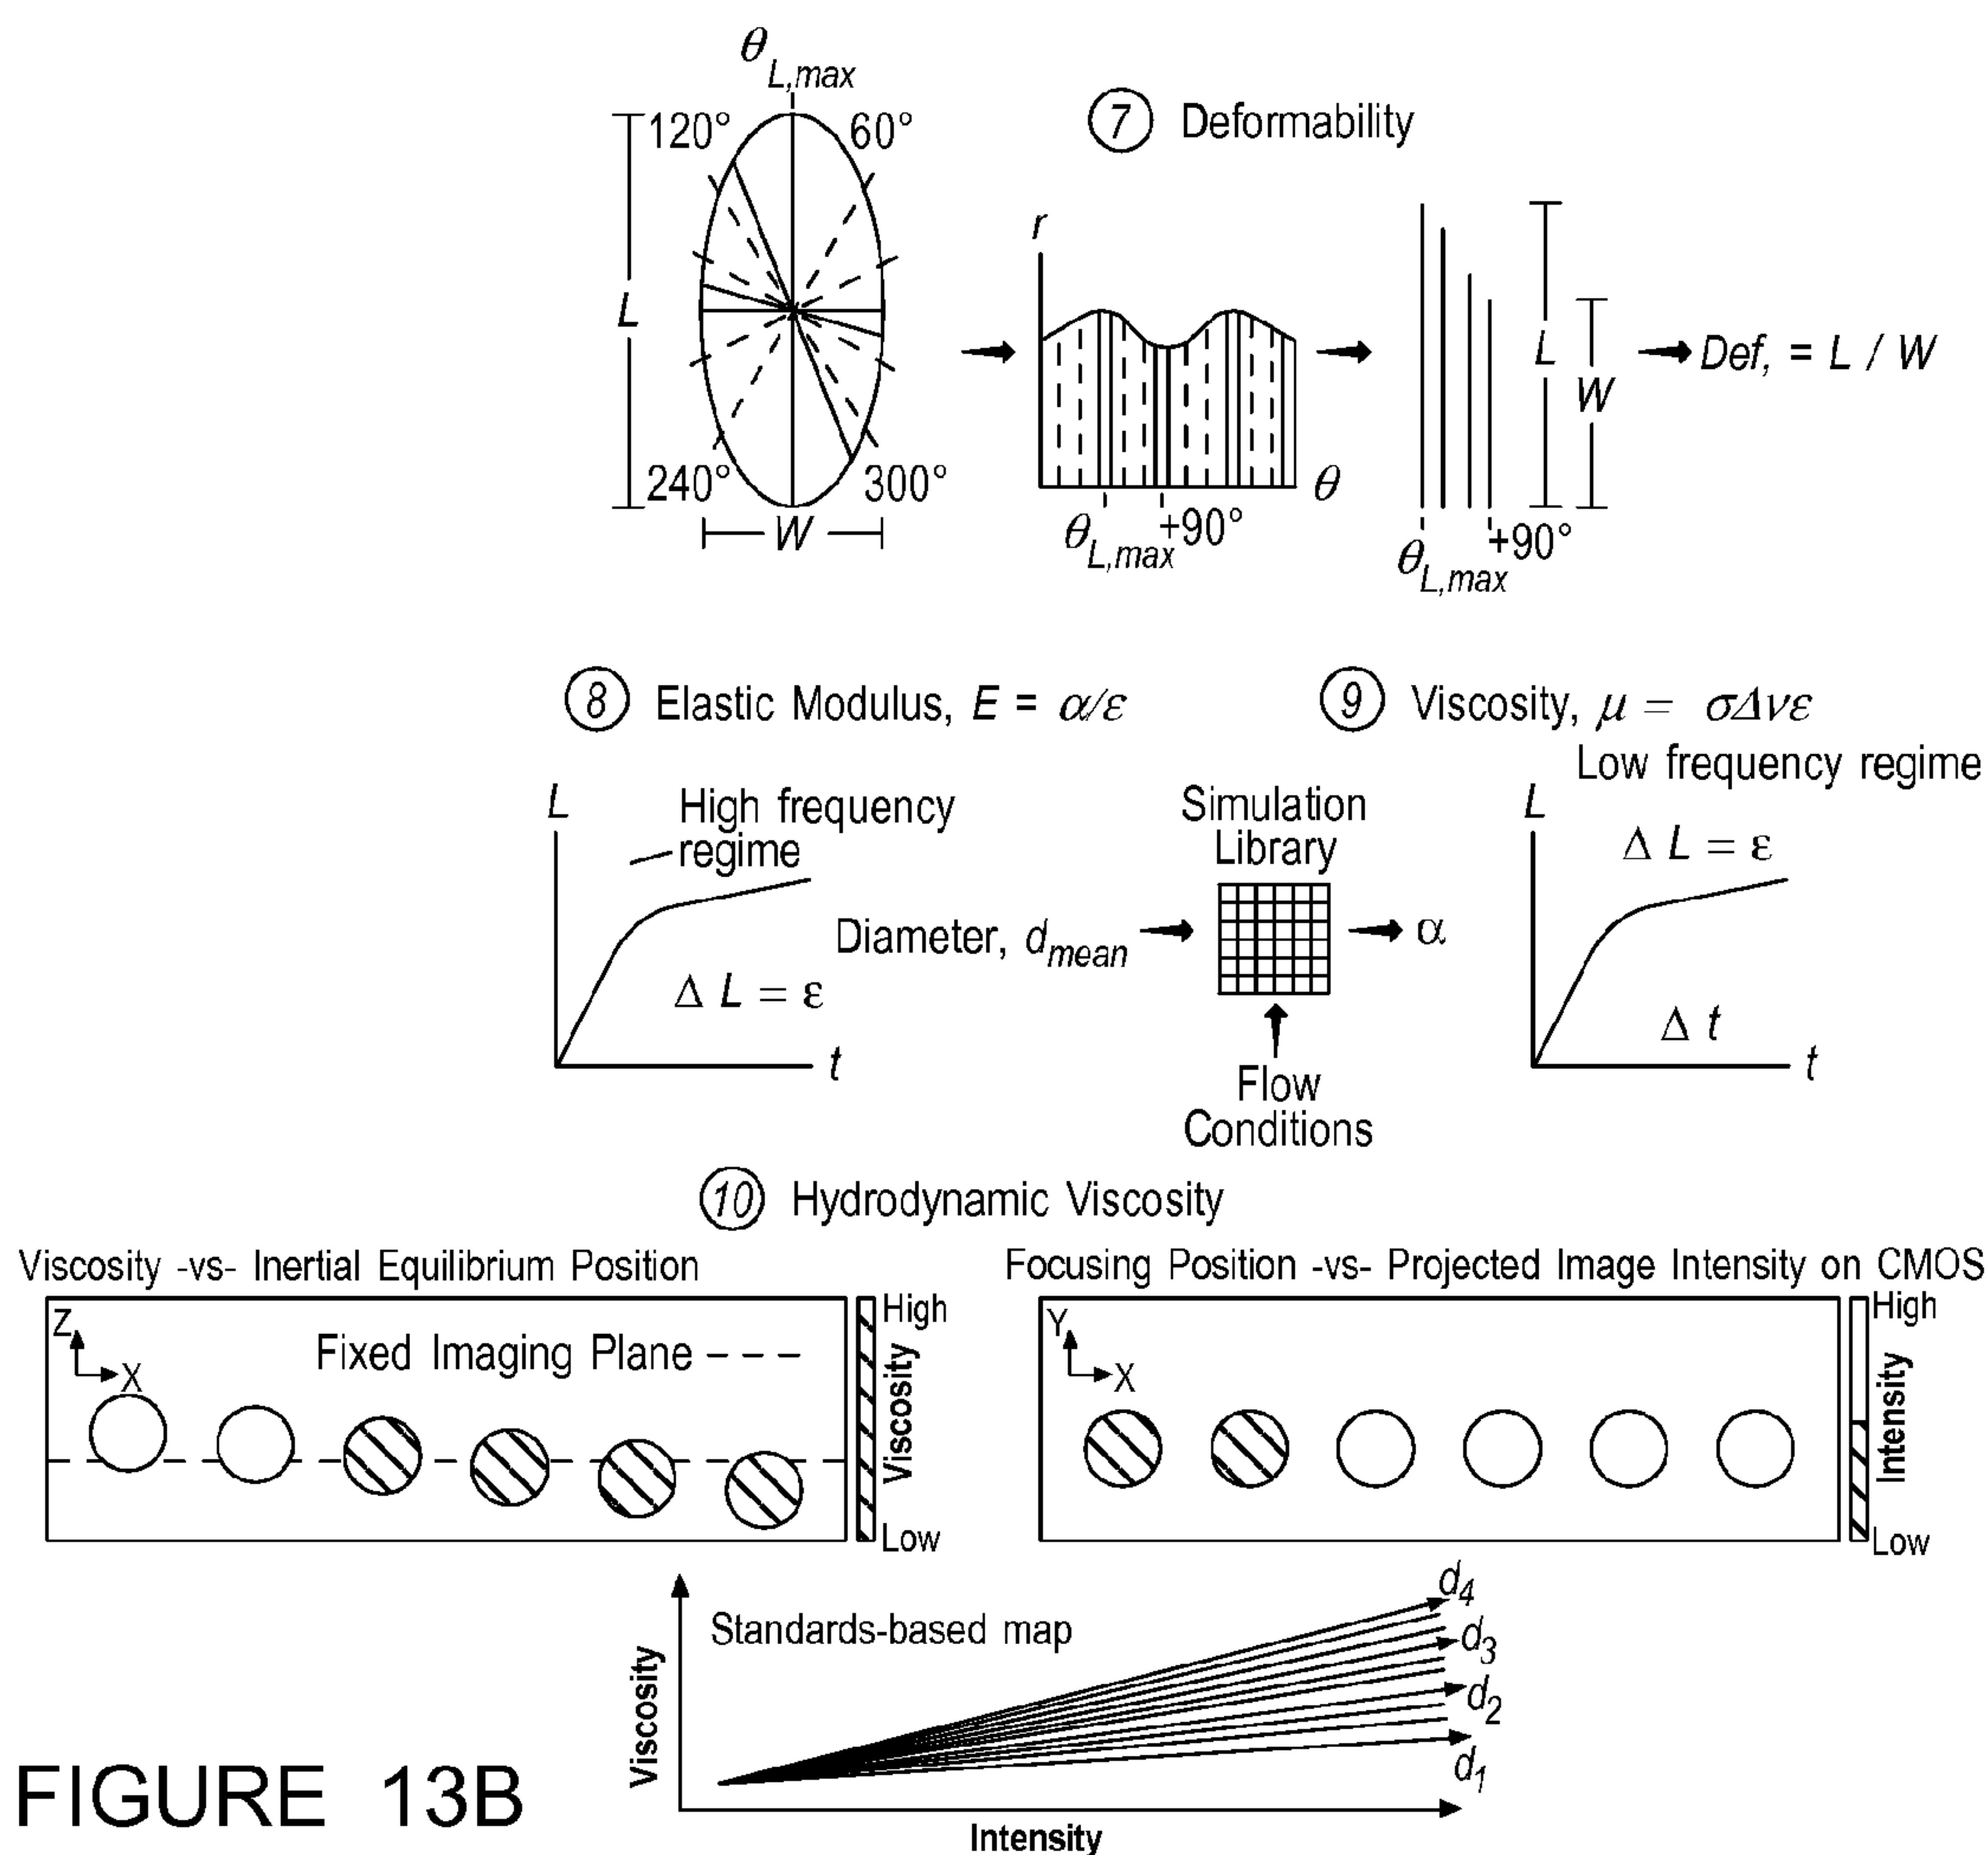 θL,max
120°
60°
L
240°
300°
W
7 Deformability
r
θ
θL,max
+90°
L
W
θL,max
+90°
Def, = L / W
8 Elastic Modulus, E = α/ε
L
High frequency
regime
Δ L = ε
t
Diameter, dmean
Simulation
Library
α
Flow
Conditions
9 Viscosity, μ = σΔνε
Low frequency regime
L
Δ L = ε
Δ t
t
10 Hydrodynamic Viscosity
Viscosity -vs- Inertial Equilibrium Position
Z
X
Fixed Imaging Plane - - -
High
Viscosity
Low
Focusing Position -vs- Projected Image Intensity on CMOS
Y
X
High
Intensity
Low
Standards-based map
Viscosity
Intensity
d4
d3
d2
d1
FIGURE 13B